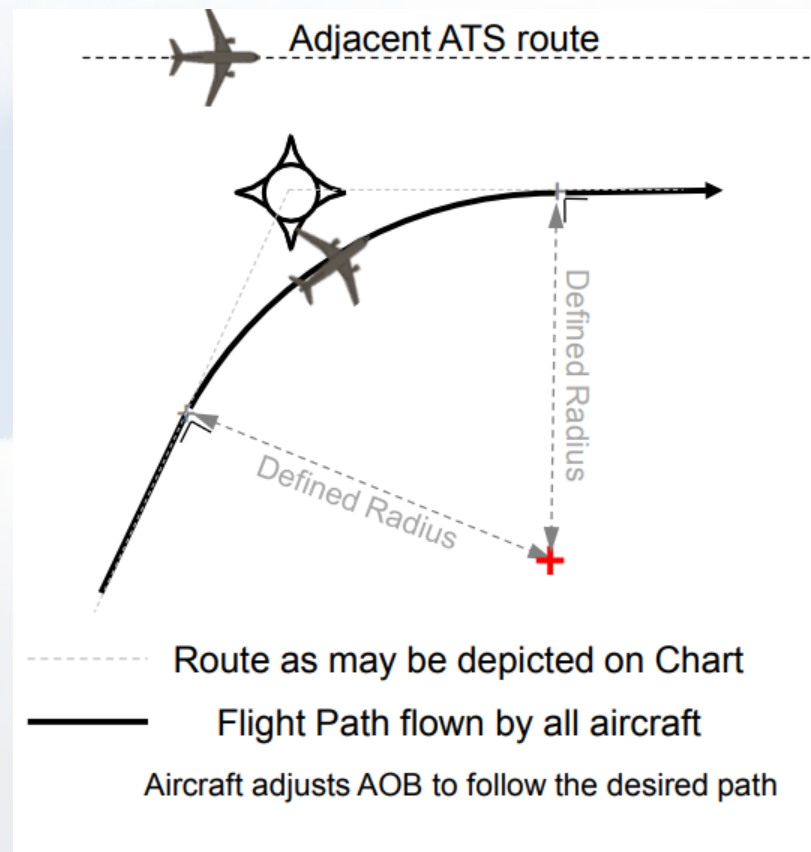 Adjacent ATS route
Defined Radius
Defined Radius
Route as may be depicted on Chart
Flight Path flown by all aircraft
Aircraft adjusts AOB to follow the desired path